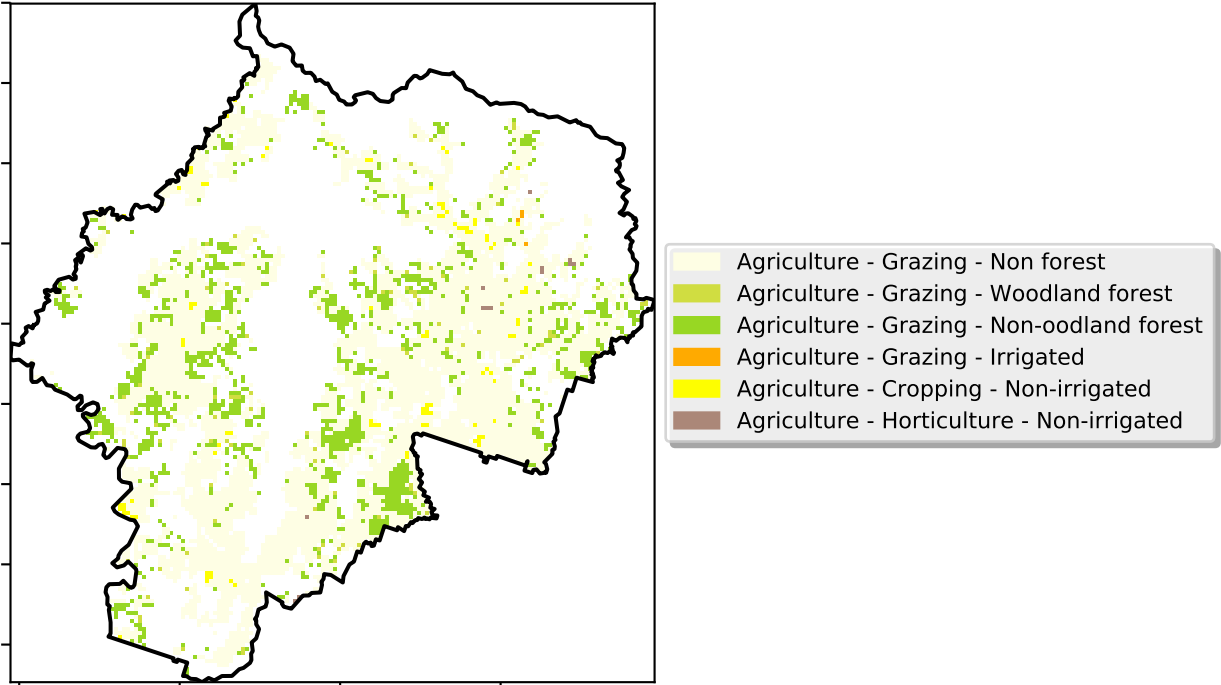 Agriculture - Grazing - Non forest
Agriculture - Grazing - Woodland forest
Agriculture - Grazing - Non-oodland forest
Agriculture - Grazing - Irrigated
Agriculture - Cropping - Non-irrigated
Agriculture - Horticulture - Non-irrigated